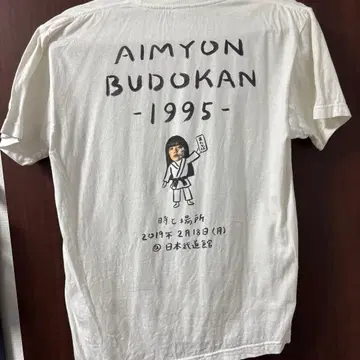 AIMYON
BUDOKAN
-1995-
時と場所
2019年2月18日(月)
@日本武道館